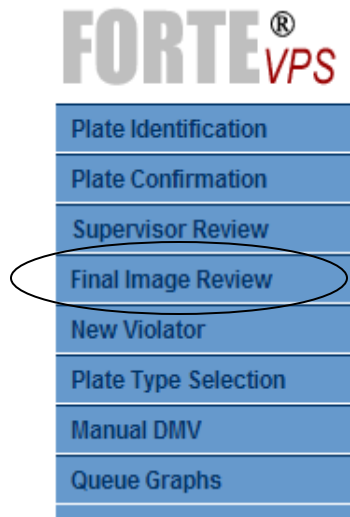 FORTE® VPS
Plate Identification
Plate Confirmation
Supervisor Review
Final Image Review
New Violator
Plate Type Selection
Manual DMV
Queue Graphs